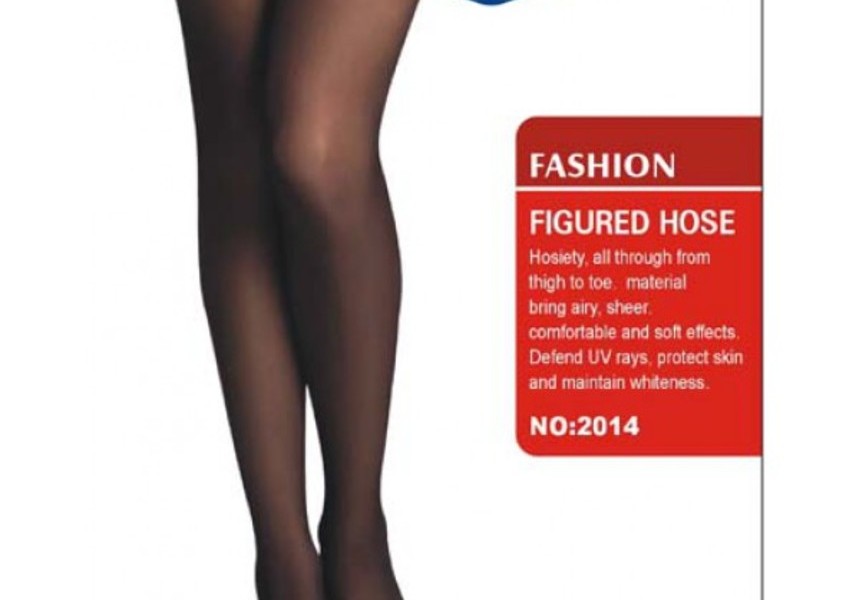 FASHION
FIGURED HOSE
Hosiety, all through from
thigh to toe. material
bring airy, sheer.
comfortable and soft effects.
Defend UV rays, protect skin
and maintain whiteness.
NO:2014